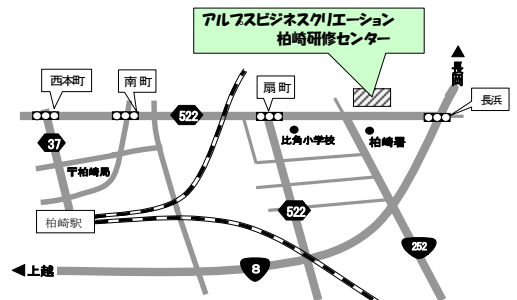 アルプスビジネスクリエーション
柏崎研修センター
長岡
西本町
南町
扇町
長浜
522
37
比角小学校
柏崎署
〒柏崎局
柏崎駅
522
252
上越
8